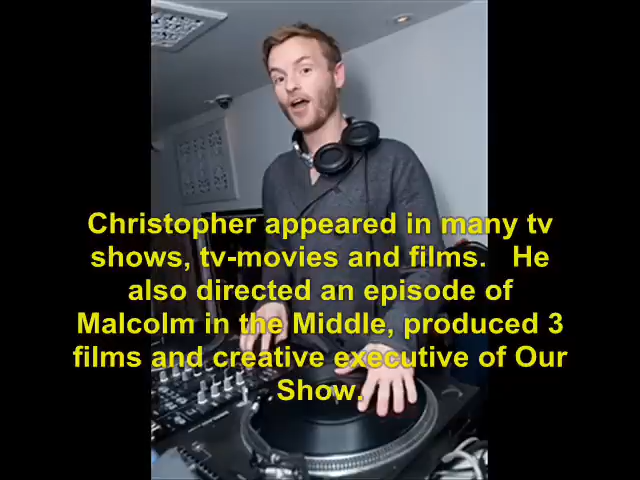 Christopher appeared in many tv
shows, tv-movies and films.   He
also directed an episode of
Malcolm in the Middle, produced 3
films and creative executive of Our
Show.